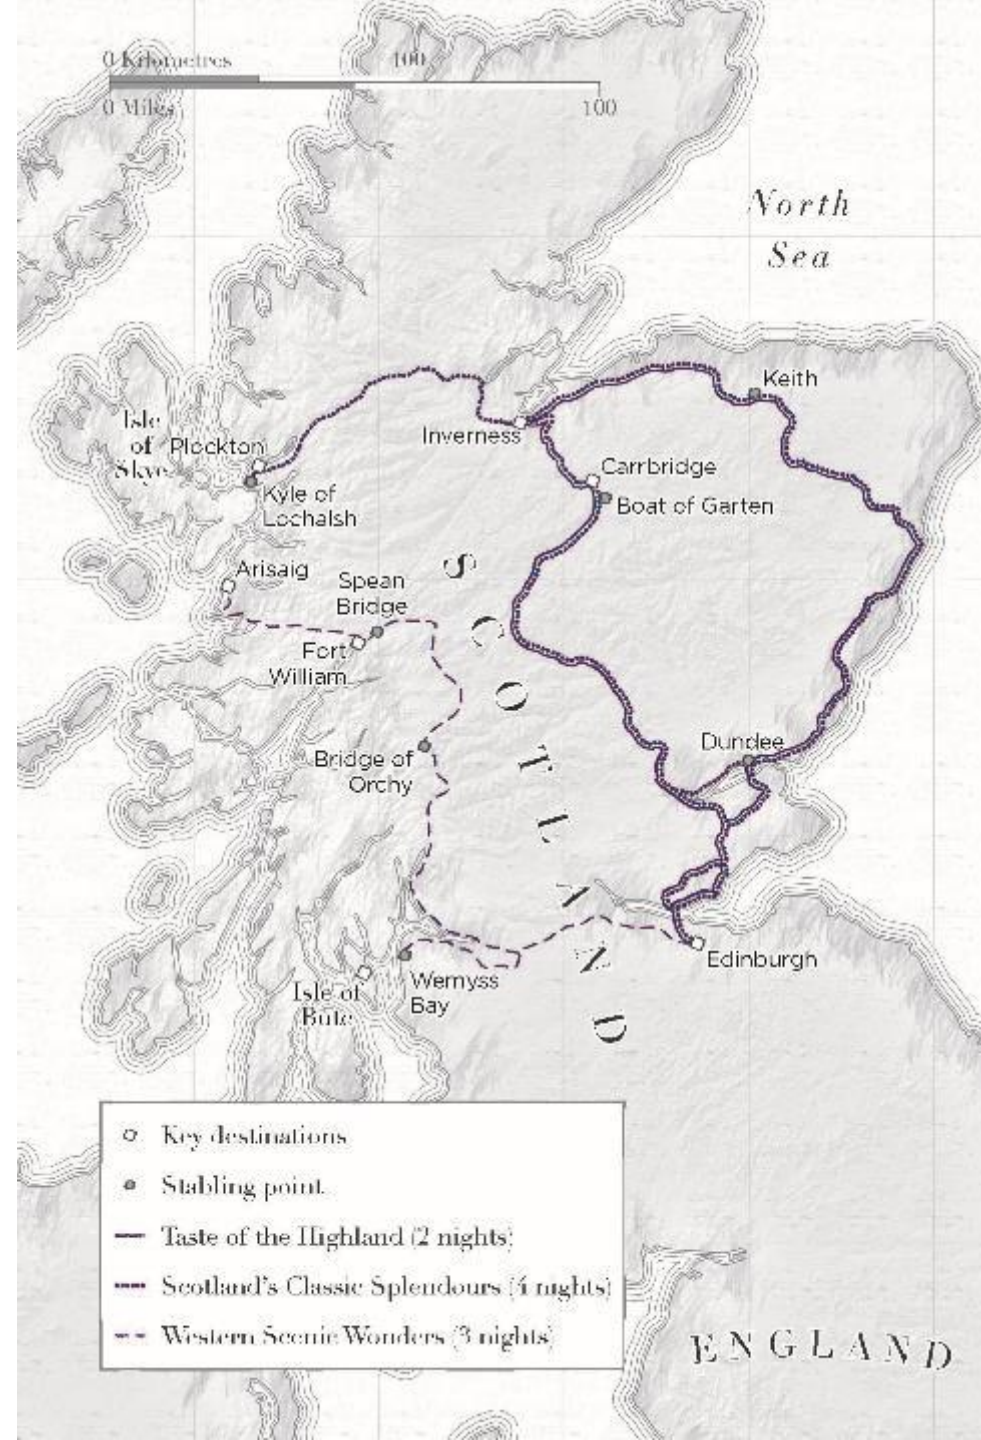 0 Kilometres 100
0 Miles 100
North
Sea
Keith
Inverness
Isle
of
Skye
Plockton
Carrbridge
Kyle of
Lochalsh
Boat of Garten
Arisaig
Spean
Bridge
Fort
William
SCOTLAND
Dundee
Bridge of
Orchy
Edinburgh
Wemyss
Bay
Isle of
Bute
Key destinations
Stabling point
Taste of the Highland (2 nights)
Scotland's Classic Splendours (4 nights)
Western Scenic Wonders (3 nights)
ENGLAND